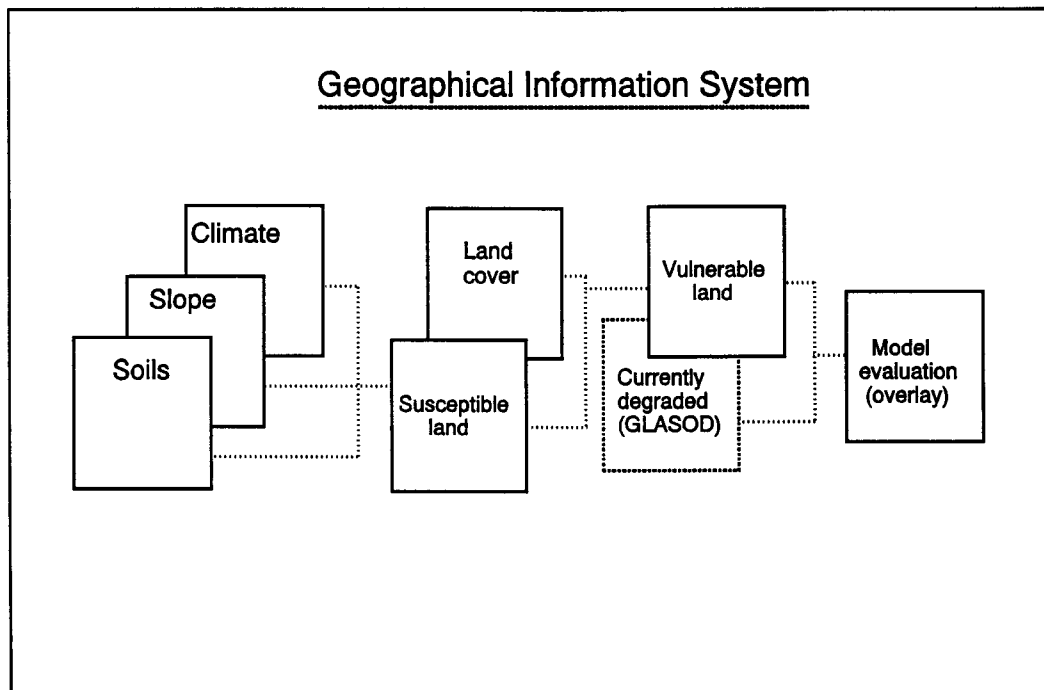 Geographical Information System
Climate
Slope
Soils
Land
cover
Susceptible
land
Vulnerable
land
Currently
degraded
(GLASOD)
Model
evaluation
(overlay)